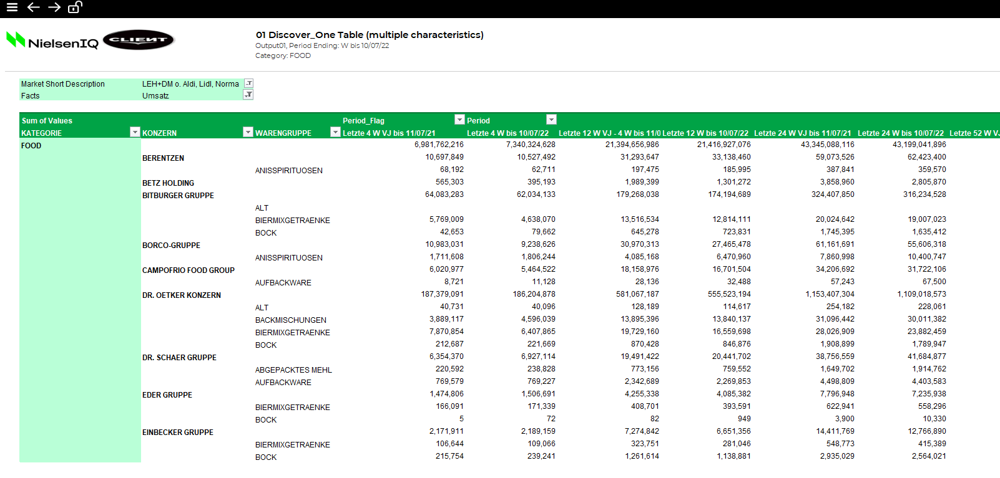 NielsenIQ CLIENT
01 Discover_One Table (multiple characteristics)
Output01, Period Ending: W bis 10/07/22
Category: FOOD
Market Short Description LEH+DM o. Aldi, Lidl, Norma
Facts Umsatz
Sum of Values Period_Flag Period
KATEGORIE KONZERN WARENGRUPPE Letzte 4 W VJ bis 11/07/21 Letzte 4 W bis 10/07/22 Letzte 12 W VJ - 4 W bis 11/0 Letzte 12 W bis 10/07/22 Letzte 24 W VJ bis 11/07/21 Letzte 24 W bis 10/07/22 Letzte 52 W VJ
FOOD 6,981,762,216 7,340,324,628 21,394,656,986 21,416,927,076 43,345,088,116 43,199,041,896
BERENTZEN 10,697,849 10,527,492 31,293,647 33,138,460 59,073,526 62,423,400
ANISSPIRITUOSEN 68,192 62,711 197,475 185,995 387,841 359,570
BETZ HOLDING 565,303 395,193 1,989,399 1,301,272 3,858,960 2,805,870
BITBURGER GRUPPE 64,083,283 62,034,133 179,268,038 174,194,689 324,407,850 316,234,528
ALT
BIERMIXGETRAENKE 5,769,009 4,638,070 13,516,534 12,814,111 20,024,642 19,007,023
BOCK 42,653 79,662 645,278 723,831 1,745,395 1,635,412
BORCO-GRUPPE 10,983,031 9,238,626 30,970,313 27,465,478 61,161,691 55,606,318
ANISSPIRITUOSEN 1,711,608 1,806,244 4,085,168 6,470,960 7,860,998 10,400,747
CAMPOFRIO FOOD GROUP 6,020,977 5,464,522 18,158,976 16,701,504 34,206,692 31,722,106
AUFBACKWARE 8,721 11,128 28,136 32,488 57,243 67,500
DR. OETKER KONZERN 187,379,091 186,204,878 581,067,187 555,523,194 1,153,407,304 1,109,018,573
ALT 40,731 40,096 128,189 114,617 254,182 228,061
BACKMISCHUNGEN 3,889,117 4,596,039 13,895,396 13,840,137 31,096,442 30,011,382
BIERMIXGETRAENKE 7,870,854 6,407,865 19,729,160 16,559,698 28,026,909 23,882,459
BOCK 212,687 221,669 870,428 846,876 1,908,899 1,789,947
DR. SCHAER GRUPPE 6,354,370 6,927,114 19,491,422 20,441,702 38,756,559 41,684,877
ABGEPACKTES MEHL 220,592 238,828 773,156 759,552 1,649,702 1,914,762
AUFBACKWARE 769,579 769,227 2,342,689 2,269,853 4,498,809 4,403,583
EDER GRUPPE 1,474,806 1,506,691 4,255,338 4,085,382 7,796,948 7,235,938
BIERMIXGETRAENKE 166,091 171,339 408,701 393,591 622,941 558,296
BOCK 5 72 82 949 3,900 10,330
EINBECKER GRUPPE 2,171,911 2,189,159 7,274,842 6,651,356 14,411,769 12,766,890
BIERMIXGETRAENKE 106,644 109,066 323,751 281,046 548,773 415,389
BOCK 215,754 239,241 1,261,614 1,138,881 2,935,029 2,564,021